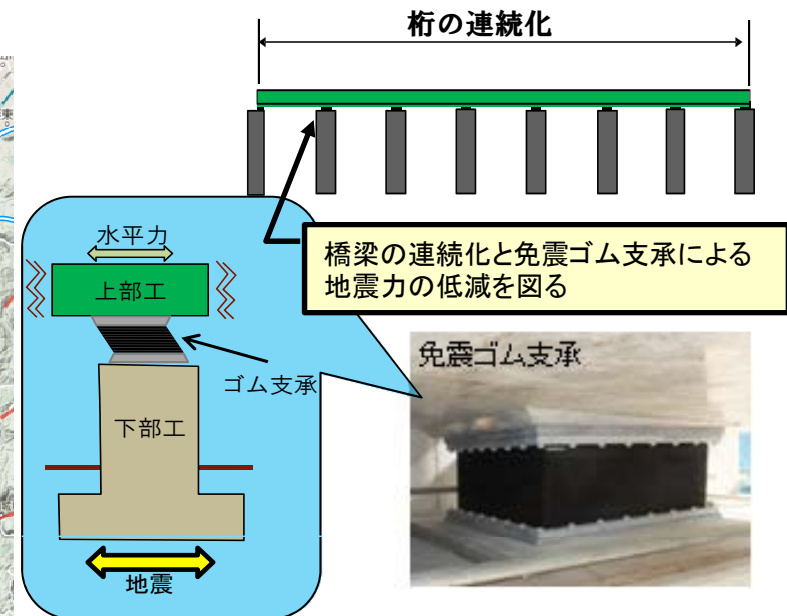 桁の連続化
橋梁の連続化と免震ゴム支承による
地震力の低減を図る
水平力
上部工
ゴム支承
下部工
地震
免震ゴム支承